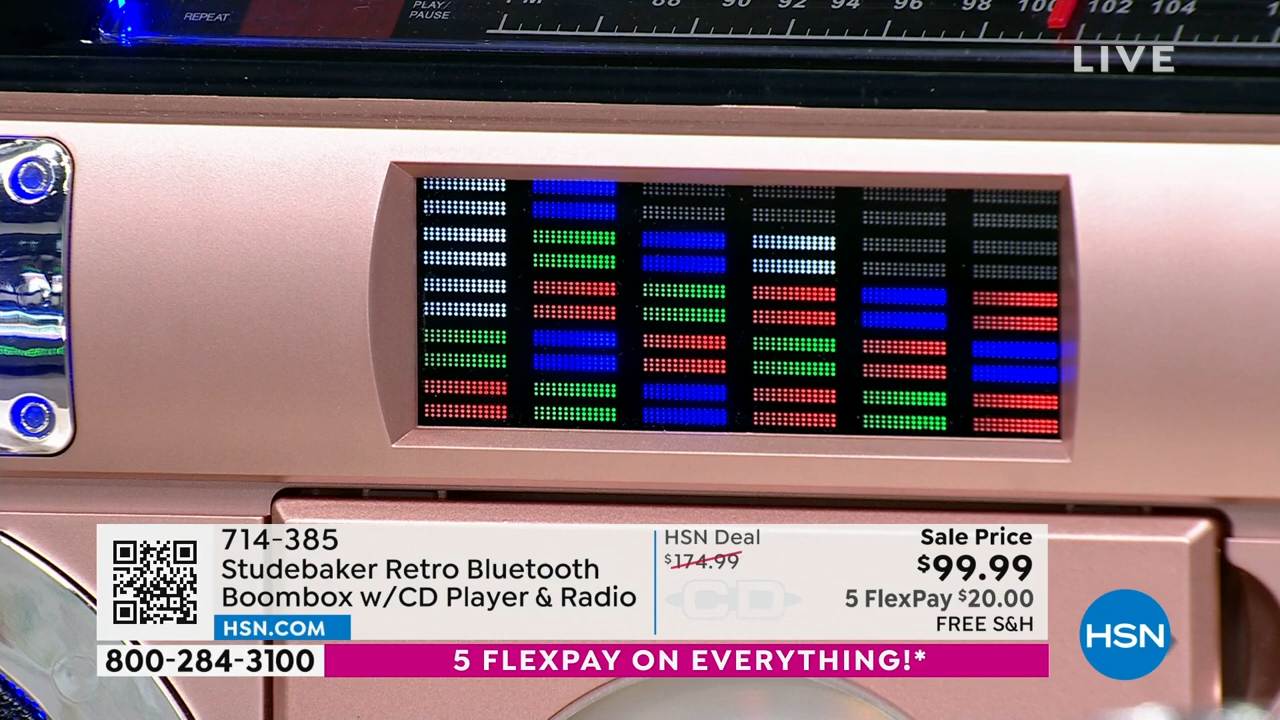 REPEAT
PLAY/
PAUSE
88 90 92 94 96 98 100 102 104
LIVE
714-385
Studebaker Retro Bluetooth
Boombox w/CD Player & Radio
HSN.COM
HSN Deal
$174.99
CD
Sale Price
$99.99
5 FlexPay $20.00
FREE S&H
HSN
800-284-3100
5 FLEXPAY ON EVERYTHING!*